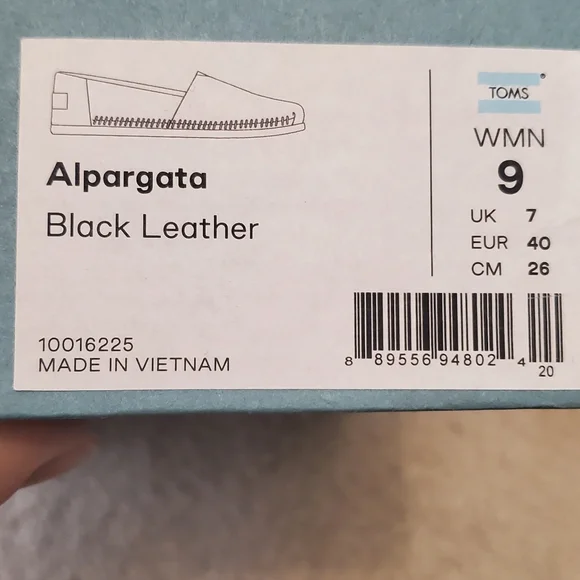 TOMS
WMN
9
UK 7
EUR 40
CM 26
Alpargata
Black Leather
10016225
MADE IN VIETNAM
8 89556 94802 4
20